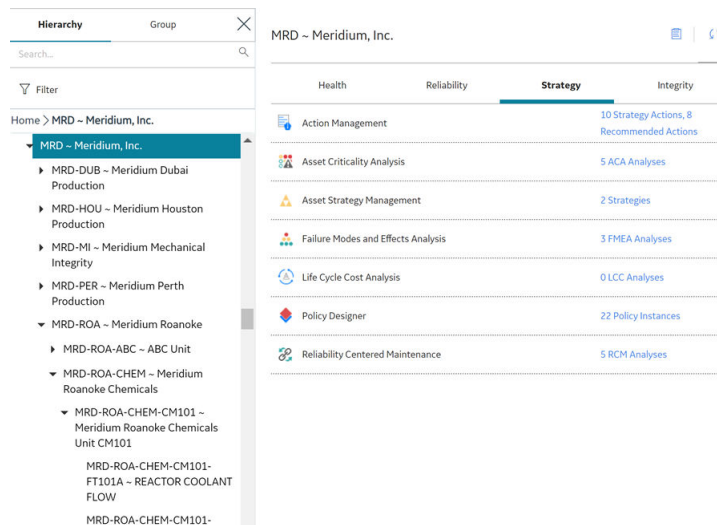 Hierarchy
Group
Search...
Filter
Home > MRD ~ Meridium, Inc.
MRD ~ Meridium, Inc.
MRD-DUB ~ Meridium Dubai
Production
MRD-HOU ~ Meridium Houston
Production
MRD-MI ~ Meridium Mechanical
Integrity
MRD-PER ~ Meridium Perth
Production
MRD-ROA ~ Meridium Roanoke
MRD-ROA-ABC ~ ABC Unit
MRD-ROA-CHEM ~ Meridium
Roanoke Chemicals
MRD-ROA-CHEM-CM101 ~
Meridium Roanoke Chemicals
Unit CM101
MRD-ROA-CHEM-CM101-
FT101A ~ REACTOR COOLANT
FLOW
MRD-ROA-CHEM-CM101-
MRD ~ Meridium, Inc.
Health
Reliability
Strategy
Integrity
Action Management
10 Strategy Actions, 8
Recommended Actions
Asset Criticality Analysis
5 ACA Analyses
Asset Strategy Management
2 Strategies
Failure Modes and Effects Analysis
3 FMEA Analyses
Life Cycle Cost Analysis
0 LCC Analyses
Policy Designer
22 Policy Instances
Reliability Centered Maintenance
5 RCM Analyses